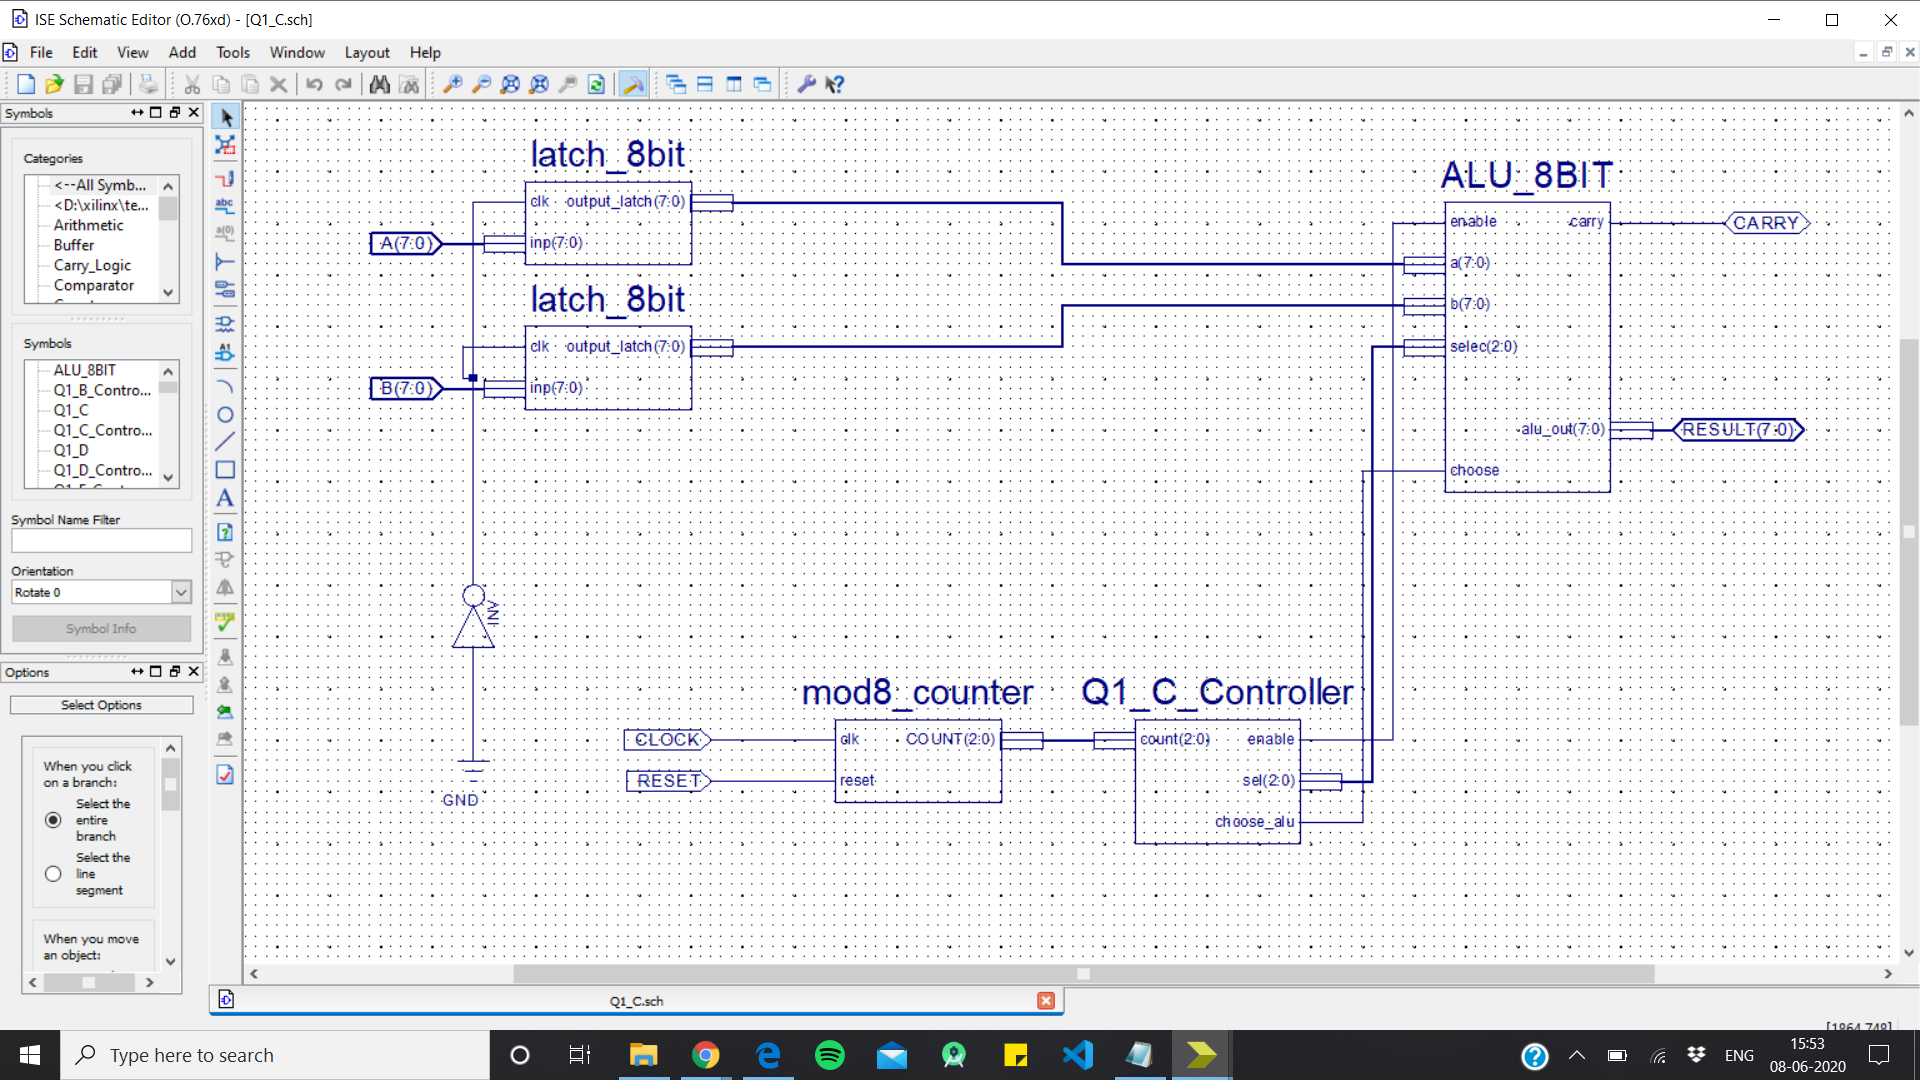 ISE Schematic Editor (O.76xd) - [Q1_C.sch]
File Edit View Add Tools Window Layout Help
Symbols
Categories
<--All Symb...
<D:\xilinx\te...
Arithmetic
Buffer
Carry_Logic
Comparator
Symbols
ALU_8BIT
Q1_B_Contro...
Q1_C
Q1_C_Contro...
Q1_D
Q1_D_Contro...
Symbol Name Filter
Orientation
Rotate 0
Symbol Info
Options
Select Options
When you click
on a branch:
Select the
entire
branch
Select the
line
segment
When you move
an object:
abc
a(0)
A1
A
latch_8bit
clk output_latch(7:0)
A(7:0) inp(7:0)
latch_8bit
clk output_latch(7:0)
B(7:0) inp(7:0)
INV
GND
ALU_8BIT
enable carry CARRY
a(7:0)
b(7:0)
selec(2:0)
alu_out(7:0) RESULT(7:0)
choose
mod8_counter
CLOCK clk COUNT(2:0)
RESET reset
Q1_C_Controller
count(2:0) enable
sel(2:0)
choose_alu
Q1_C.sch
[1864,748]
Type here to search
ENG
15:53
08-06-2020